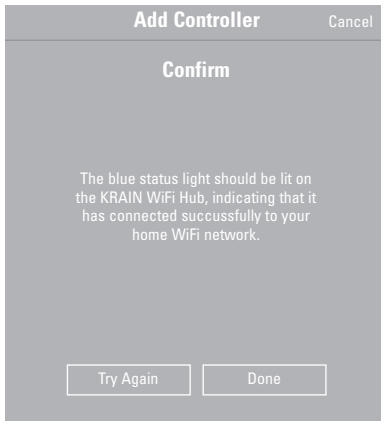 Add Controller Cancel
Confirm
The blue status light should be lit on
the KRAIN WiFi Hub, indicating that it
has connected succussfully to your
home WiFi network.
Try Again Done